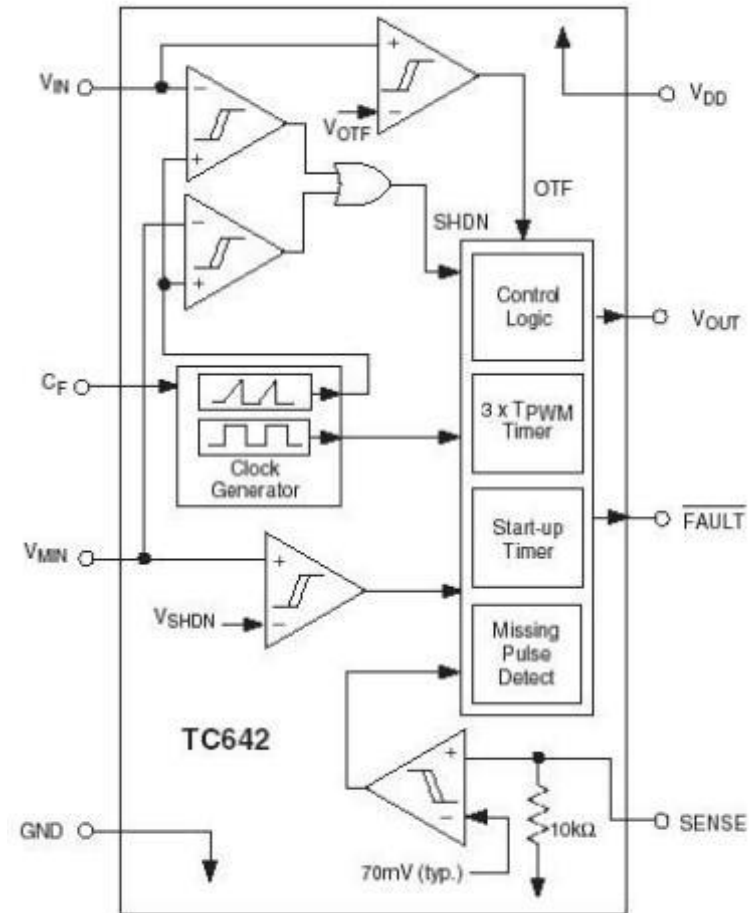 VIN
VOTF
VDD
OTF
SHDN
Control
Logic
VOUT
CF
3 x TPWM
Timer
Clock
Generator
Start-up
Timer
FAULT
VMIN
VSHDN
Missing
Pulse
Detect
TC642
GND
10kΩ
SENSE
70mV (typ.)